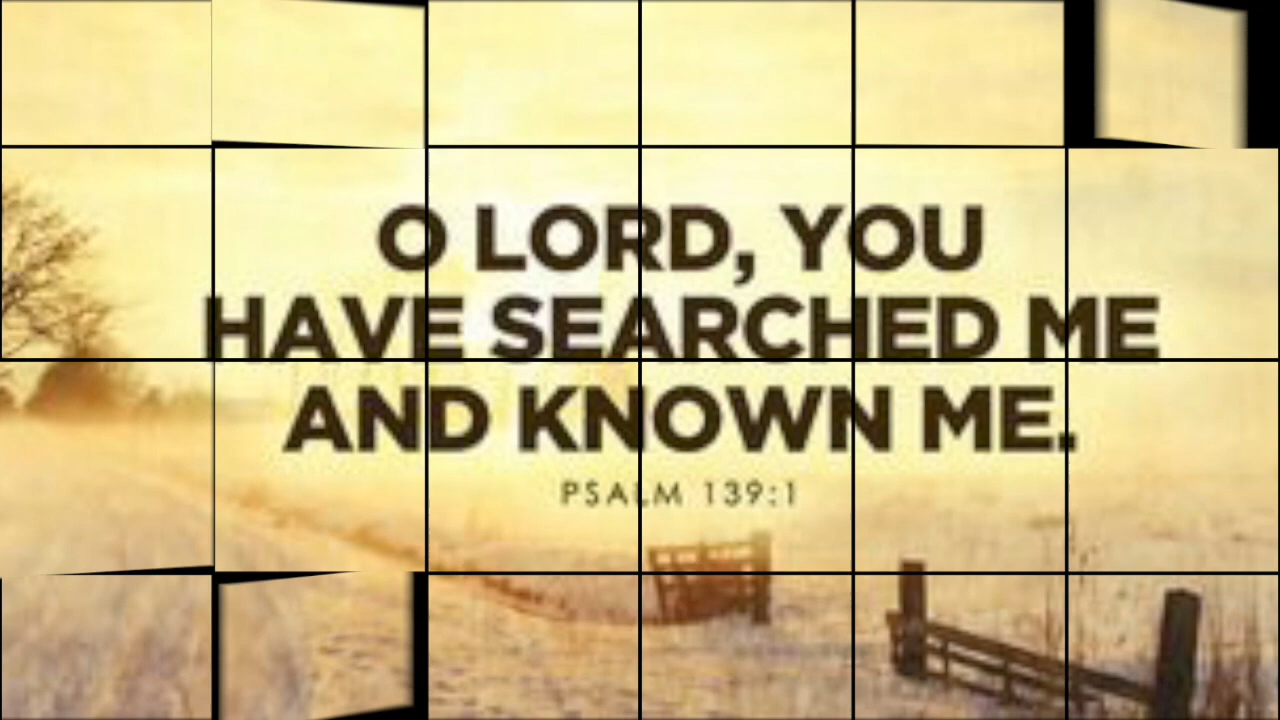 O LORD, YOU
HAVE SEARCHED ME
AND KNOWN ME.
PSALM 139:1